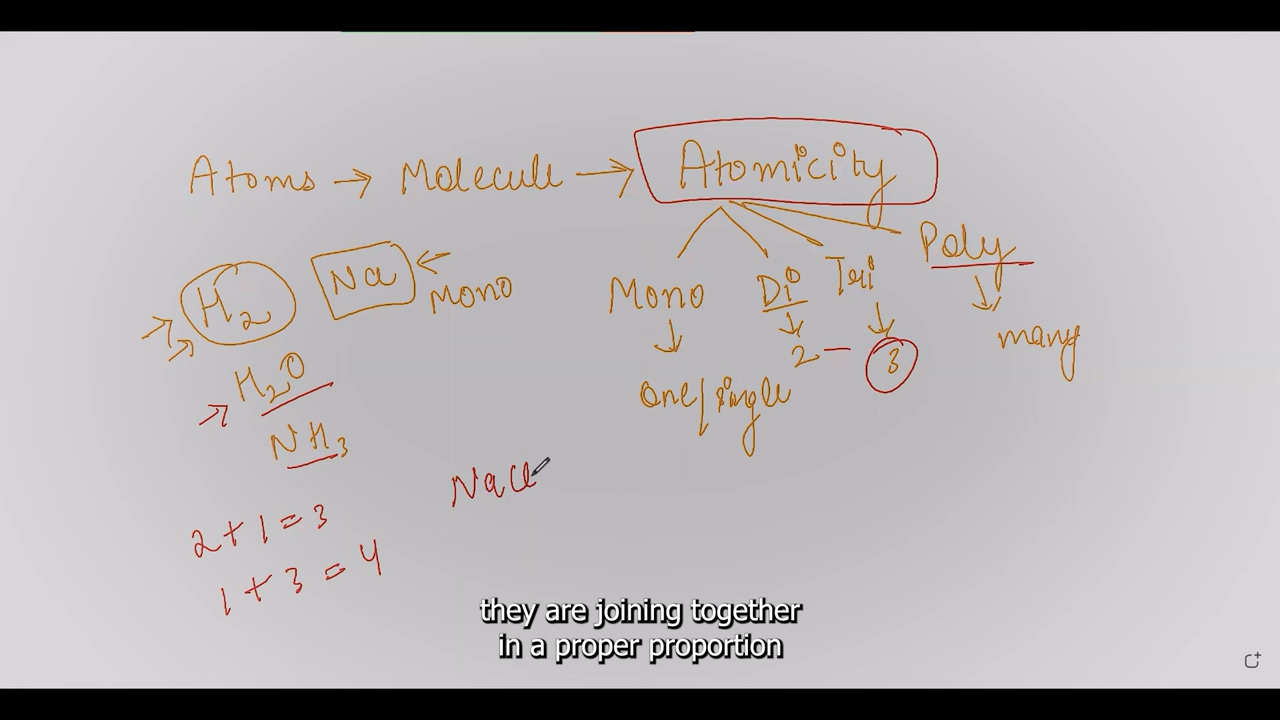 Atoms → Molecule → Atomicity
H2 Na ← Mono
Mono Di Tri Poly
one/single 2 – 3 many
H2O
NH3
NaCl
2 + 1 = 3
1 + 3 = 4
they are joining together
in a proper proportion